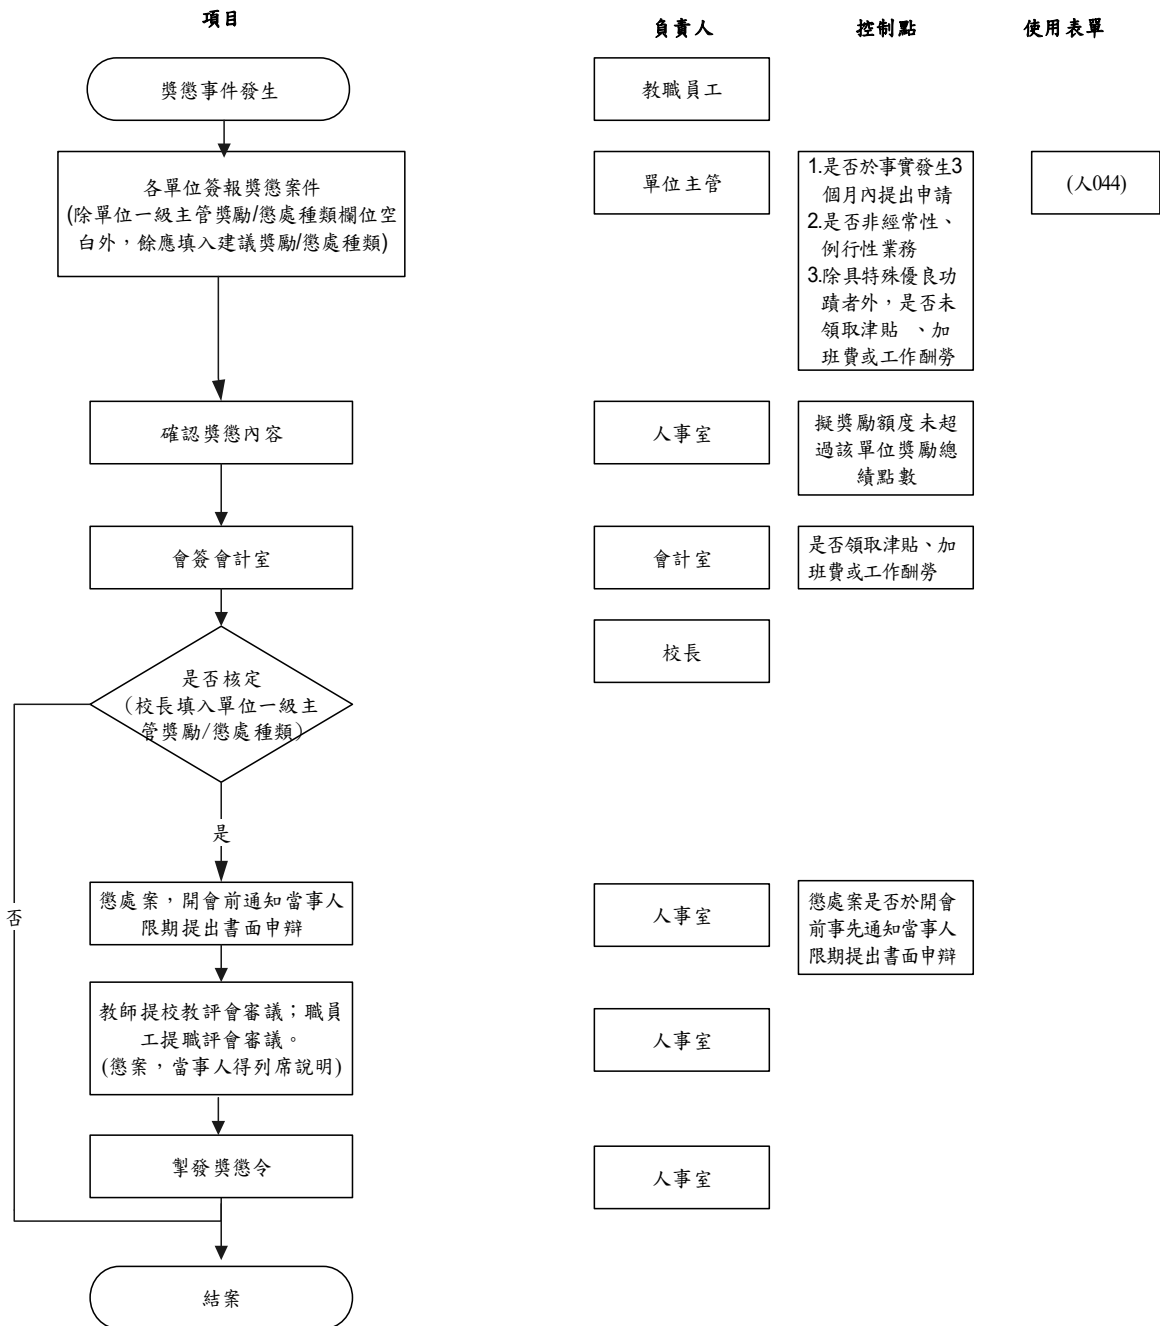 項目
負責人
控制點
使用表單
獎懲事件發生
教職員工
各單位簽報獎懲案件
(除單位一級主管獎勵/懲處種類欄位空
白外，餘應填入建議獎勵/懲處種類)
單位主管
1.是否於事實發生3
個月內提出申請
2.是否非經常性、
例行性業務
3.除具特殊優良功
蹟者外，是否未
領取津貼 、加
班費或工作酬勞
(人044)
確認獎懲內容
人事室
擬獎勵額度未超
過該單位獎勵總
績點數
會簽會計室
會計室
是否領取津貼、加
班費或工作酬勞
是否核定
（校長填入單位一級主
管獎勵/懲處種類）
校長
是
否
懲處案，開會前通知當事人
限期提出書面申辯
人事室
懲處案是否於開會
前事先通知當事人
限期提出書面申辯
教師提校教評會審議；職員
工提職評會審議。
(懲案，當事人得列席說明)
人事室
掣發獎懲令
人事室
結案